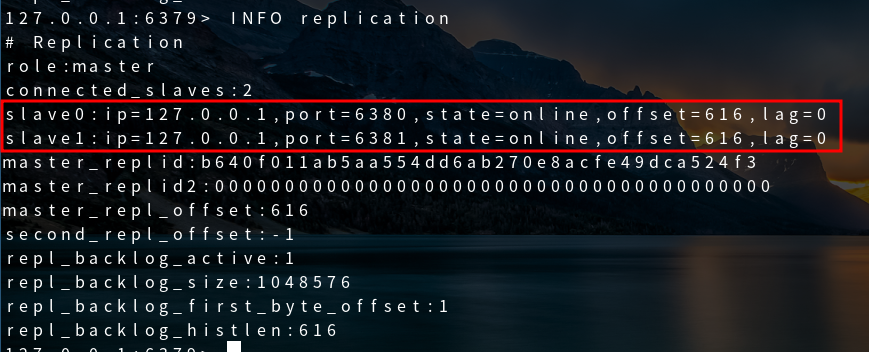 127.0.0.1:6379> INFO replication
# Replication
role:master
connected_slaves:2
slave0:ip=127.0.0.1,port=6380,state=online,offset=616,lag=0
slave1:ip=127.0.0.1,port=6381,state=online,offset=616,lag=0
master_replid:b640f011ab5aa554dd6ab270e8acfe49dca524f3
master_replid2:0000000000000000000000000000000000000000
master_repl_offset:616
second_repl_offset:-1
repl_backlog_active:1
repl_backlog_size:1048576
repl_backlog_first_byte_offset:1
repl_backlog_histlen:616
127.0.0.1:6379>